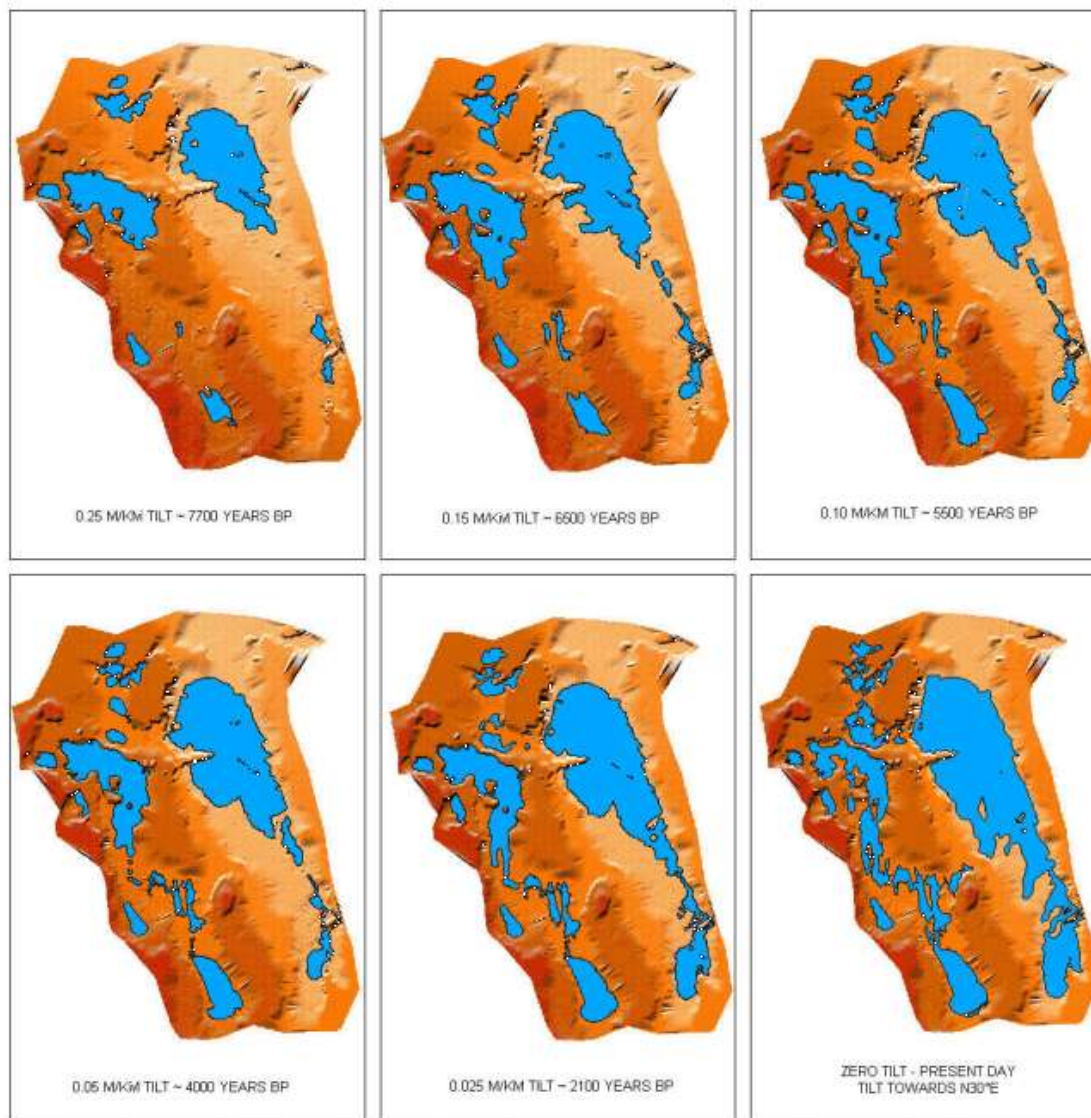 0.25 M/KM TILT ~ 7700 YEARS BP
0.15 M/KM TILT ~ 6500 YEARS BP
0.10 M/KM TILT ~ 5500 YEARS BP
0.05 M/KM TILT ~ 4000 YEARS BP
0.025 M/KM TILT ~ 2100 YEARS BP
ZERO TILT - PRESENT DAY
TILT TOWARDS N30°E